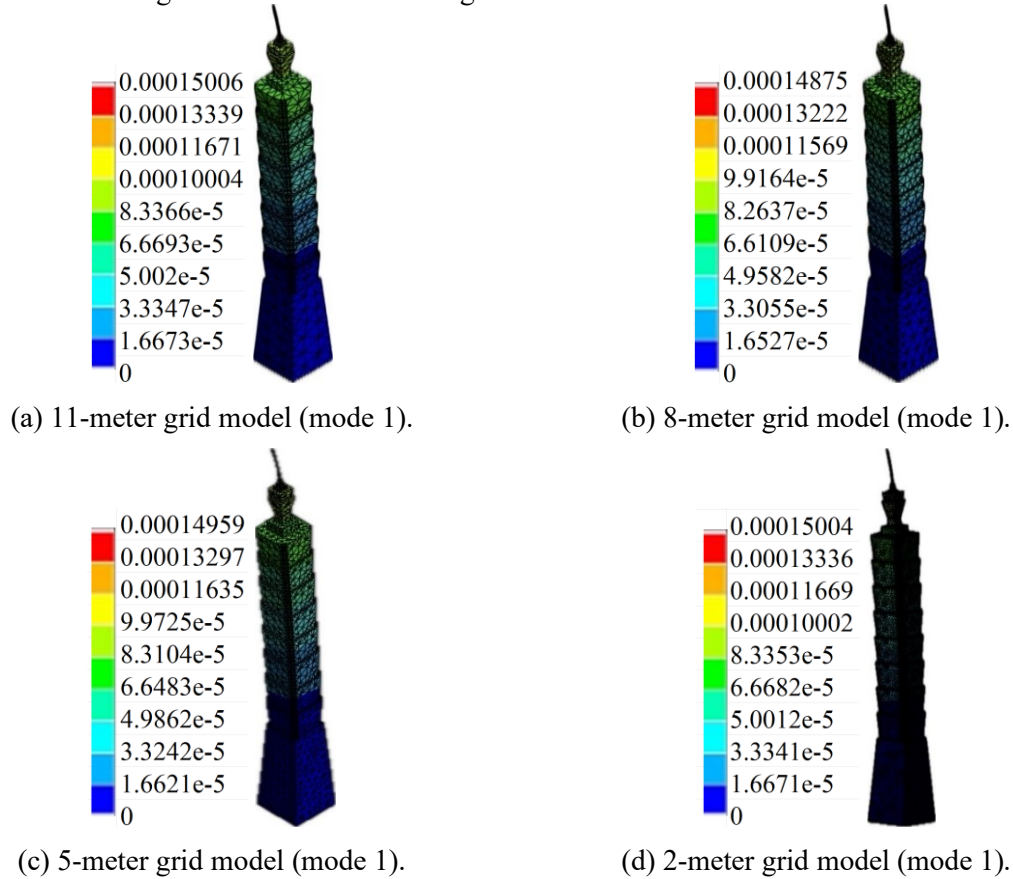 0.00015006
0.00013339
0.00011671
0.00010004
8.3366e-5
6.6693e-5
5.002e-5
3.3347e-5
1.6673e-5
0
(a) 11-meter grid model (mode 1).
0.00014875
0.00013222
0.00011569
9.9164e-5
8.2637e-5
6.6109e-5
4.9582e-5
3.3055e-5
1.6527e-5
0
(b) 8-meter grid model (mode 1).
0.00014959
0.00013297
0.00011635
9.9725e-5
8.3104e-5
6.6483e-5
4.9862e-5
3.3242e-5
1.6621e-5
0
(c) 5-meter grid model (mode 1).
0.00015004
0.00013336
0.00011669
0.00010002
8.3353e-5
6.6682e-5
5.0012e-5
3.3341e-5
1.6671e-5
0
(d) 2-meter grid model (mode 1).